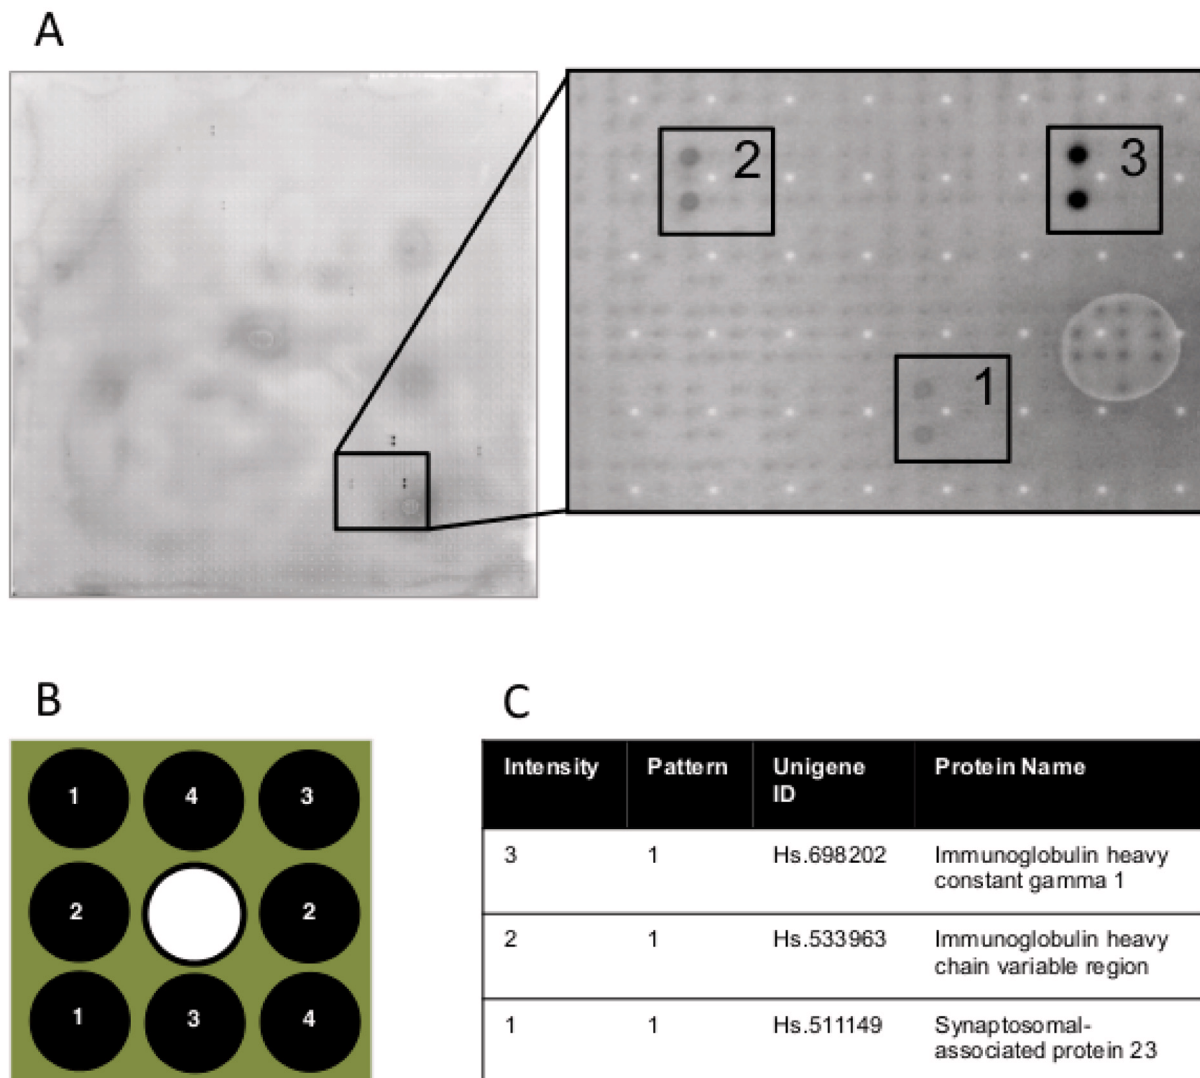 A
2
3
1
B
C
1 4 3
2 2
1 3 4
Intensity Pattern Unigene ID Protein Name
3 1 Hs.698202 Immunoglobulin heavy constant gamma 1
2 1 Hs.533963 Immunoglobulin heavy chain variable region
1 1 Hs.511149 Synaptosomal-associated protein 23